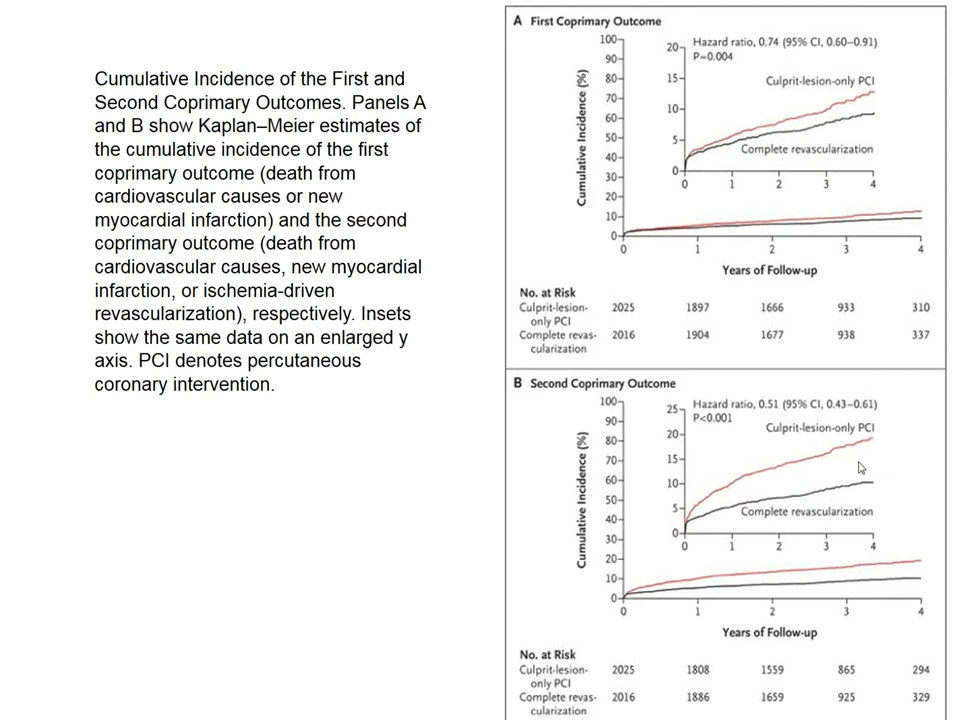 Cumulative Incidence of the First and
Second Coprimary Outcomes. Panels A
and B show Kaplan–Meier estimates of
the cumulative incidence of the first
coprimary outcome (death from
cardiovascular causes or new
myocardial infarction) and the second
coprimary outcome (death from
cardiovascular causes, new myocardial
infarction, or ischemia-driven
revascularization), respectively. Insets
show the same data on an enlarged y
axis. PCI denotes percutaneous
coronary intervention.
A First Coprimary Outcome
Cumulative Incidence (%)
100
90
80
70
60
50
40
30
20
10
0
20
15
10
5
0
Hazard ratio, 0.74 (95% CI, 0.60–0.91)
P=0.004
Culprit-lesion-only PCI
Complete revascularization
0 1 2 3 4
0 1 2 3 4
Years of Follow-up
No. at Risk
Culprit-lesion- 2025 1897 1666 933 310
only PCI
Complete revas- 2016 1904 1677 938 337
cularization
B Second Coprimary Outcome
Cumulative Incidence (%)
100
90
80
70
60
50
40
30
20
10
0
25
20
15
10
5
0
Hazard ratio, 0.51 (95% CI, 0.43–0.61)
P<0.001
Culprit-lesion-only PCI
Complete revascularization
0 1 2 3 4
0 1 2 3 4
Years of Follow-up
No. at Risk
Culprit-lesion- 2025 1808 1559 865 294
only PCI
Complete revas- 2016 1886 1659 925 329
cularization